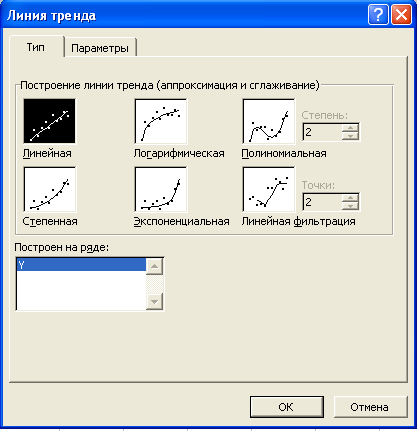 Линия тренда
Тип Параметры
Построение линии тренда (аппроксимация и сглаживание)
Степень:
2
Линейная Логарифмическая Полиномиальная
Точки:
2
Степенная Экспоненциальная Линейная фильтрация
Построен на ряде:
Y
ОК Отмена